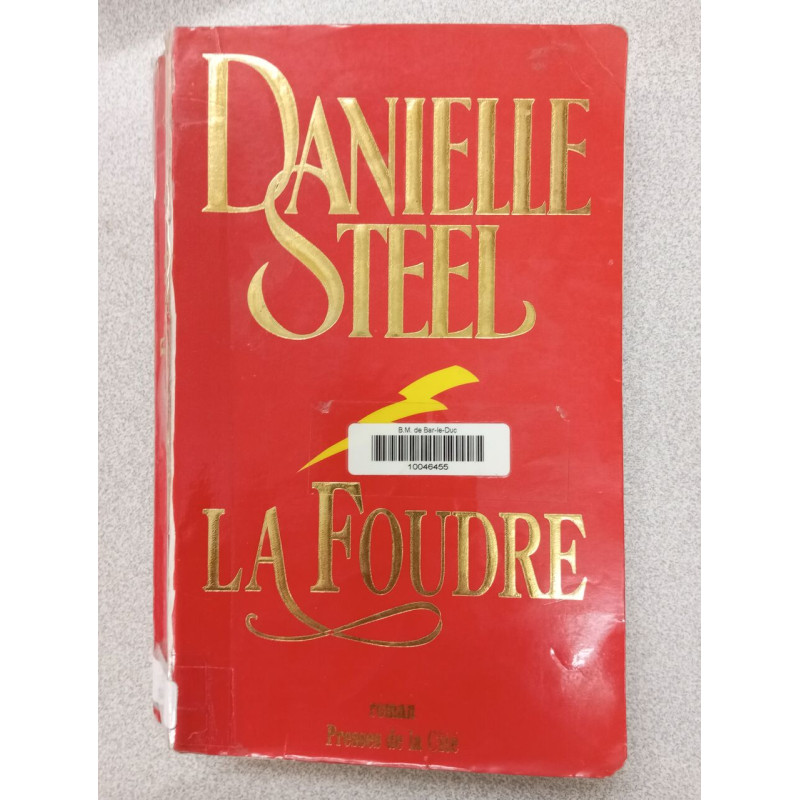 DANIELLE
STEEL
B.M. de Bar-le-Duc
10046455
LA FOUDRE
roman
Presses de la Cité